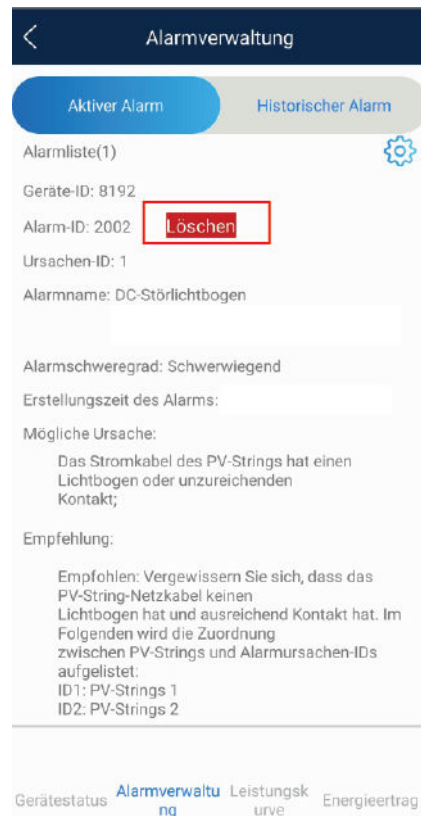 Alarmverwaltung
Aktiver Alarm Historischer Alarm
Alarmliste(1)
Geräte-ID: 8192
Alarm-ID: 2002 Löschen
Ursachen-ID: 1
Alarmname: DC-Störlichtbogen
Alarmschweregrad: Schwerwiegend
Erstellungszeit des Alarms:
Mögliche Ursache:
Das Stromkabel des PV-Strings hat einen
Lichtbogen oder unzureichenden
Kontakt;
Empfehlung:
Empfohlen: Vergewissern Sie sich, dass das
PV-String-Netzkabel keinen
Lichtbogen hat und ausreichend Kontakt hat. Im
Folgenden wird die Zuordnung
zwischen PV-Strings und Alarmursachen-IDs
aufgelistet:
ID1: PV-Strings 1
ID2: PV-Strings 2
Gerätestatus Alarmverwaltu Leistungsk Energieertrag
ng urve